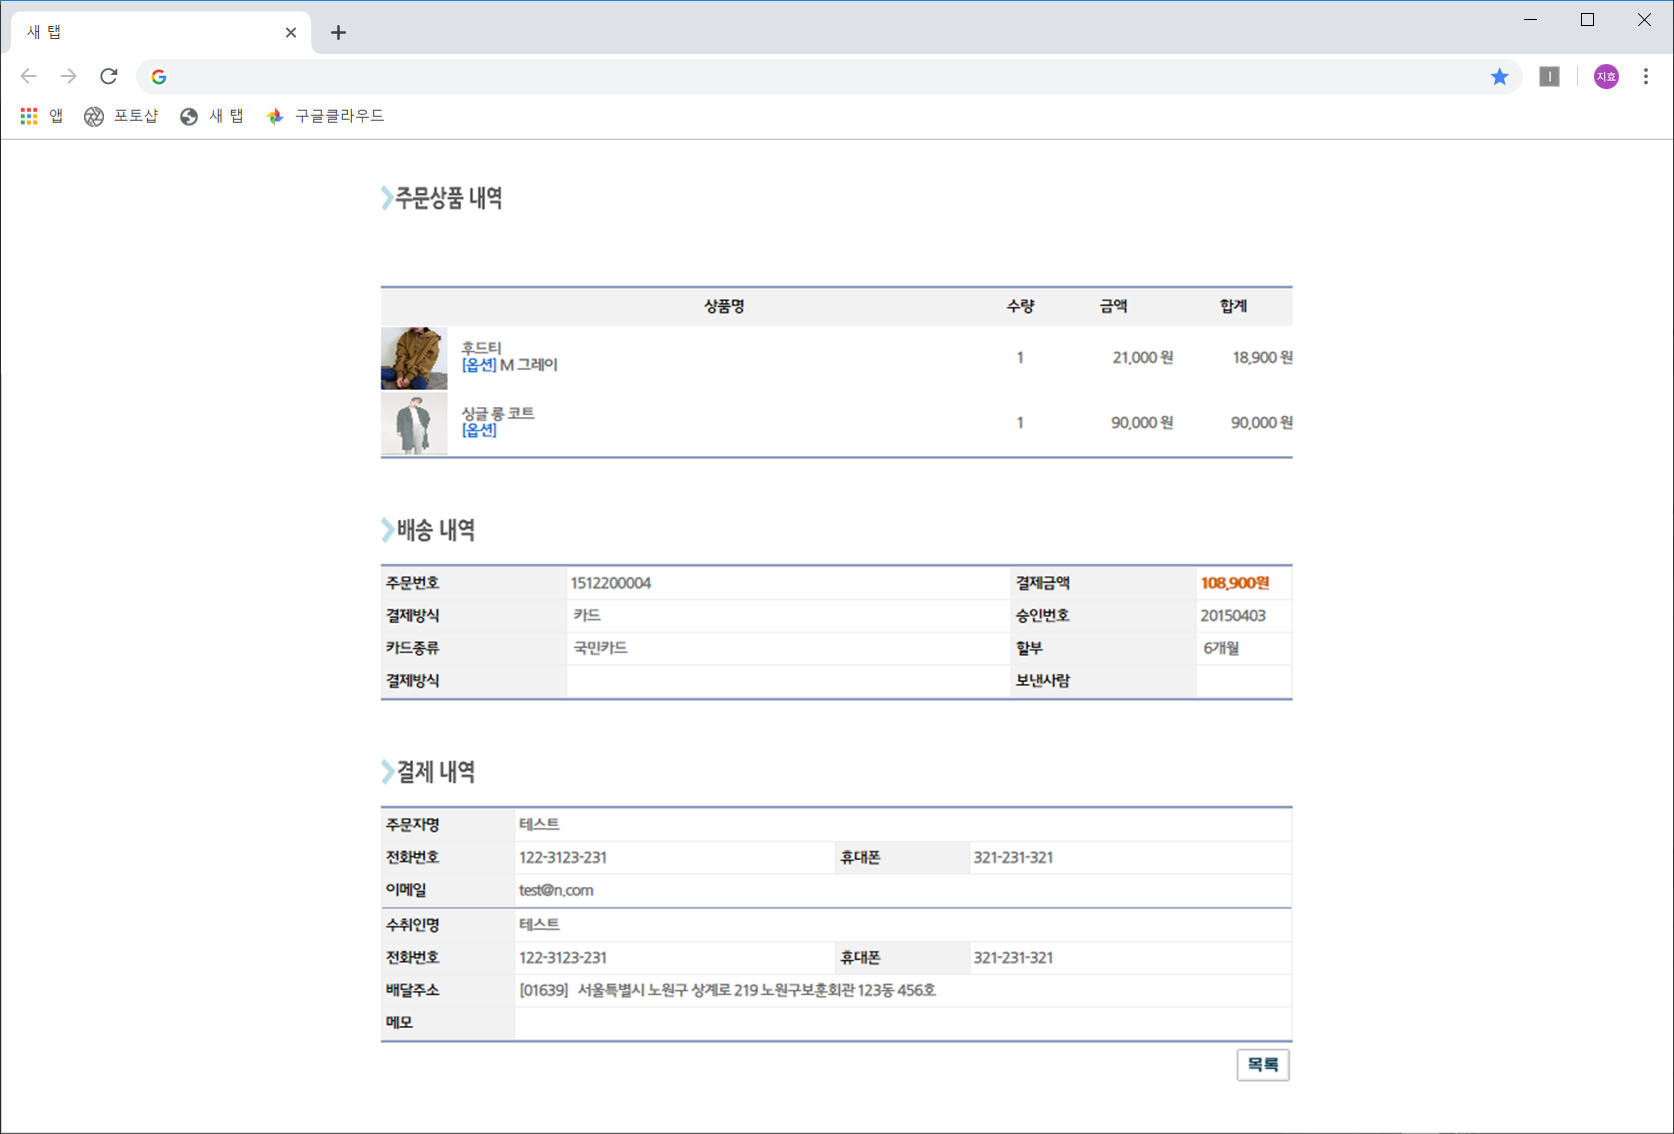 새 탭
지효
앱 포토샵 새 탭 구글클라우드
주문상품 내역
상품명 수량 금액 합계
후드티
[옵션] M 그레이 1 21,000 원 18,900 원
싱글 롱 코트
[옵션] 1 90,000 원 90,000 원
배송 내역
주문번호 1512200004 결제금액 108,900원
결제방식 카드 승인번호 20150403
카드종류 국민카드 할부 6개월
결제방식 보낸사람
결제 내역
주문자명 테스트
전화번호 122-3123-231 휴대폰 321-231-321
이메일 test@n.com
수취인명 테스트
전화번호 122-3123-231 휴대폰 321-231-321
배달주소 [01639] 서울특별시 노원구 상계로 219 노원구보훈회관 123동 456호
메모
목록